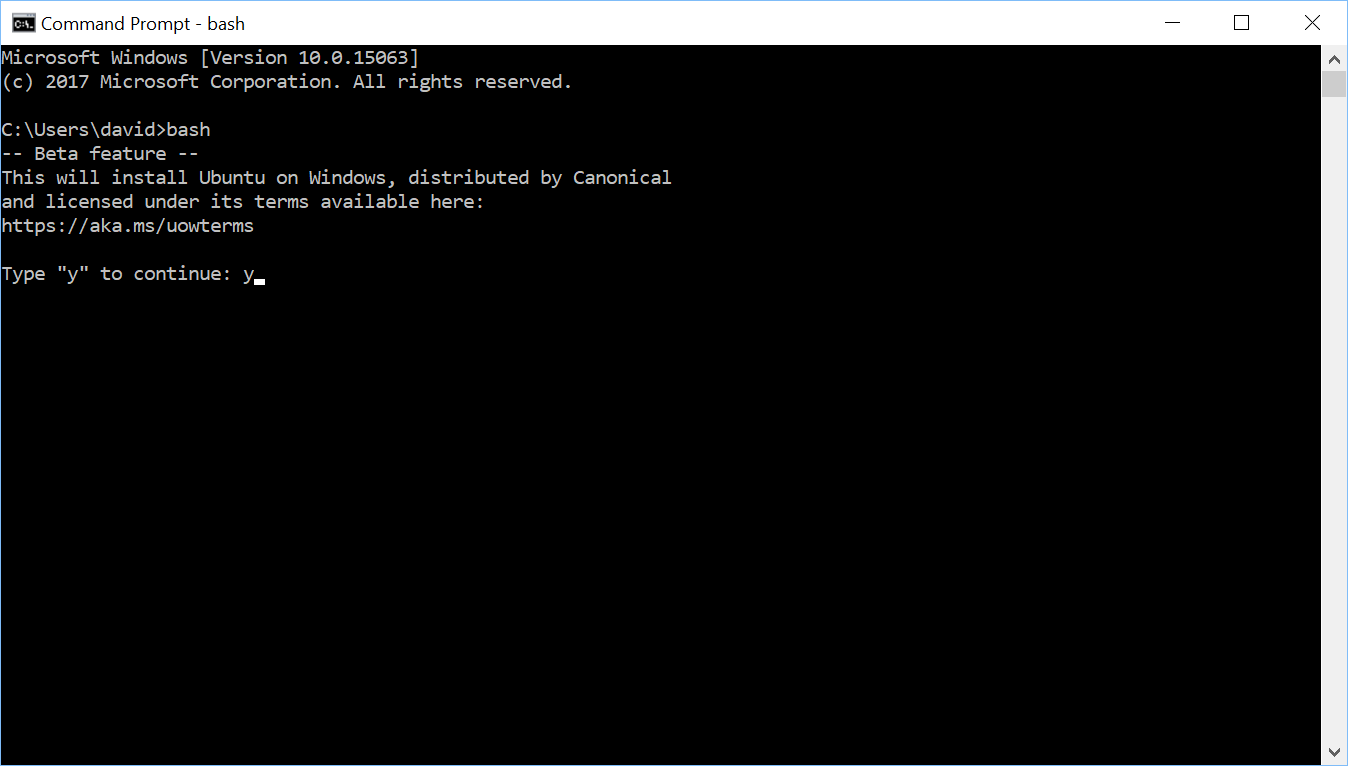 Command Prompt - bash
Microsoft Windows [Version 10.0.15063]
(c) 2017 Microsoft Corporation. All rights reserved.
C:\Users\david>bash
-- Beta feature --
This will install Ubuntu on Windows, distributed by Canonical
and licensed under its terms available here:
https://aka.ms/uowterms
Type "y" to continue: y